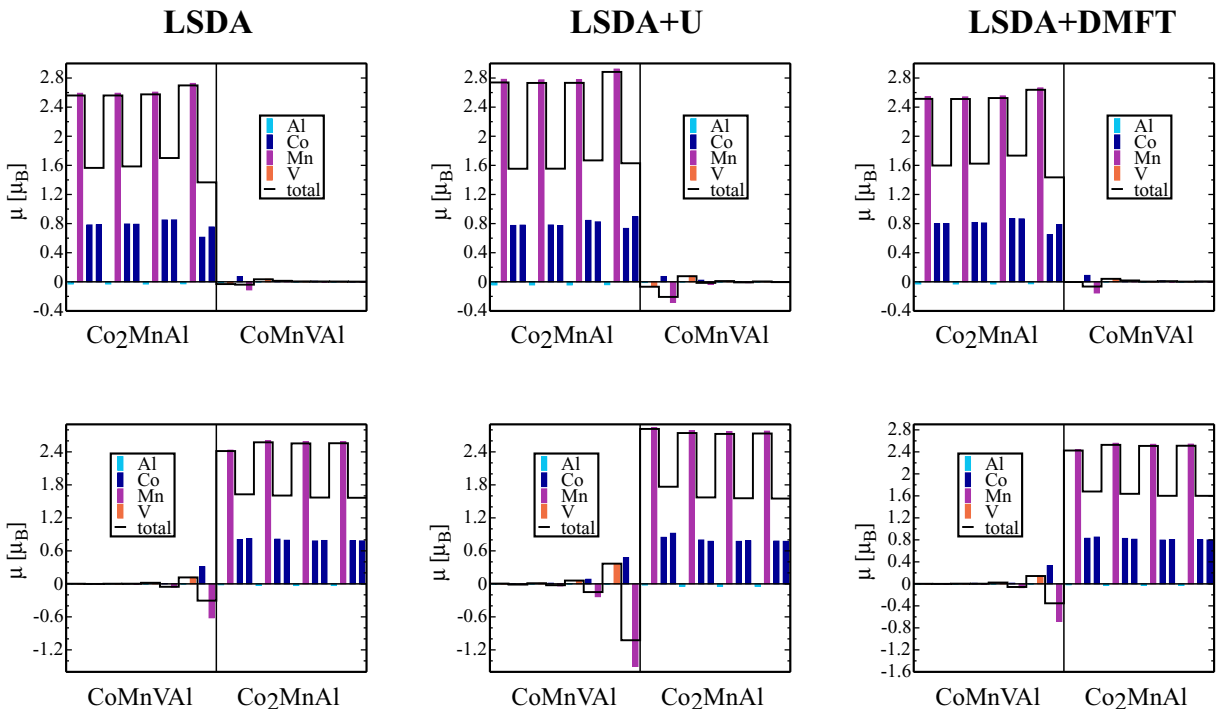 LSDA
LSDA+U
LSDA+DMFT
2.8
2.4
2
1.6
1.2
0.8
0.4
0
-0.4
μ [μB]
Al
Co
Mn
V
total
Co2MnAl
CoMnVAl
2.8
2.4
2
1.6
1.2
0.8
0.4
0
-0.4
μ [μB]
Al
Co
Mn
V
total
Co2MnAl
CoMnVAl
2.8
2.4
2
1.6
1.2
0.8
0.4
0
-0.4
μ [μB]
Al
Co
Mn
V
total
Co2MnAl
CoMnVAl
2.4
1.8
1.2
0.6
0
-0.6
-1.2
μ [μB]
Al
Co
Mn
V
total
CoMnVAl
Co2MnAl
2.4
1.8
1.2
0.6
0
-0.6
-1.2
μ [μB]
Al
Co
Mn
V
total
CoMnVAl
Co2MnAl
2.8
2.4
2
1.6
1.2
0.8
0.4
0
-0.4
-0.8
-1.2
-1.6
μ [μB]
Al
Co
Mn
V
total
CoMnVAl
Co2MnAl